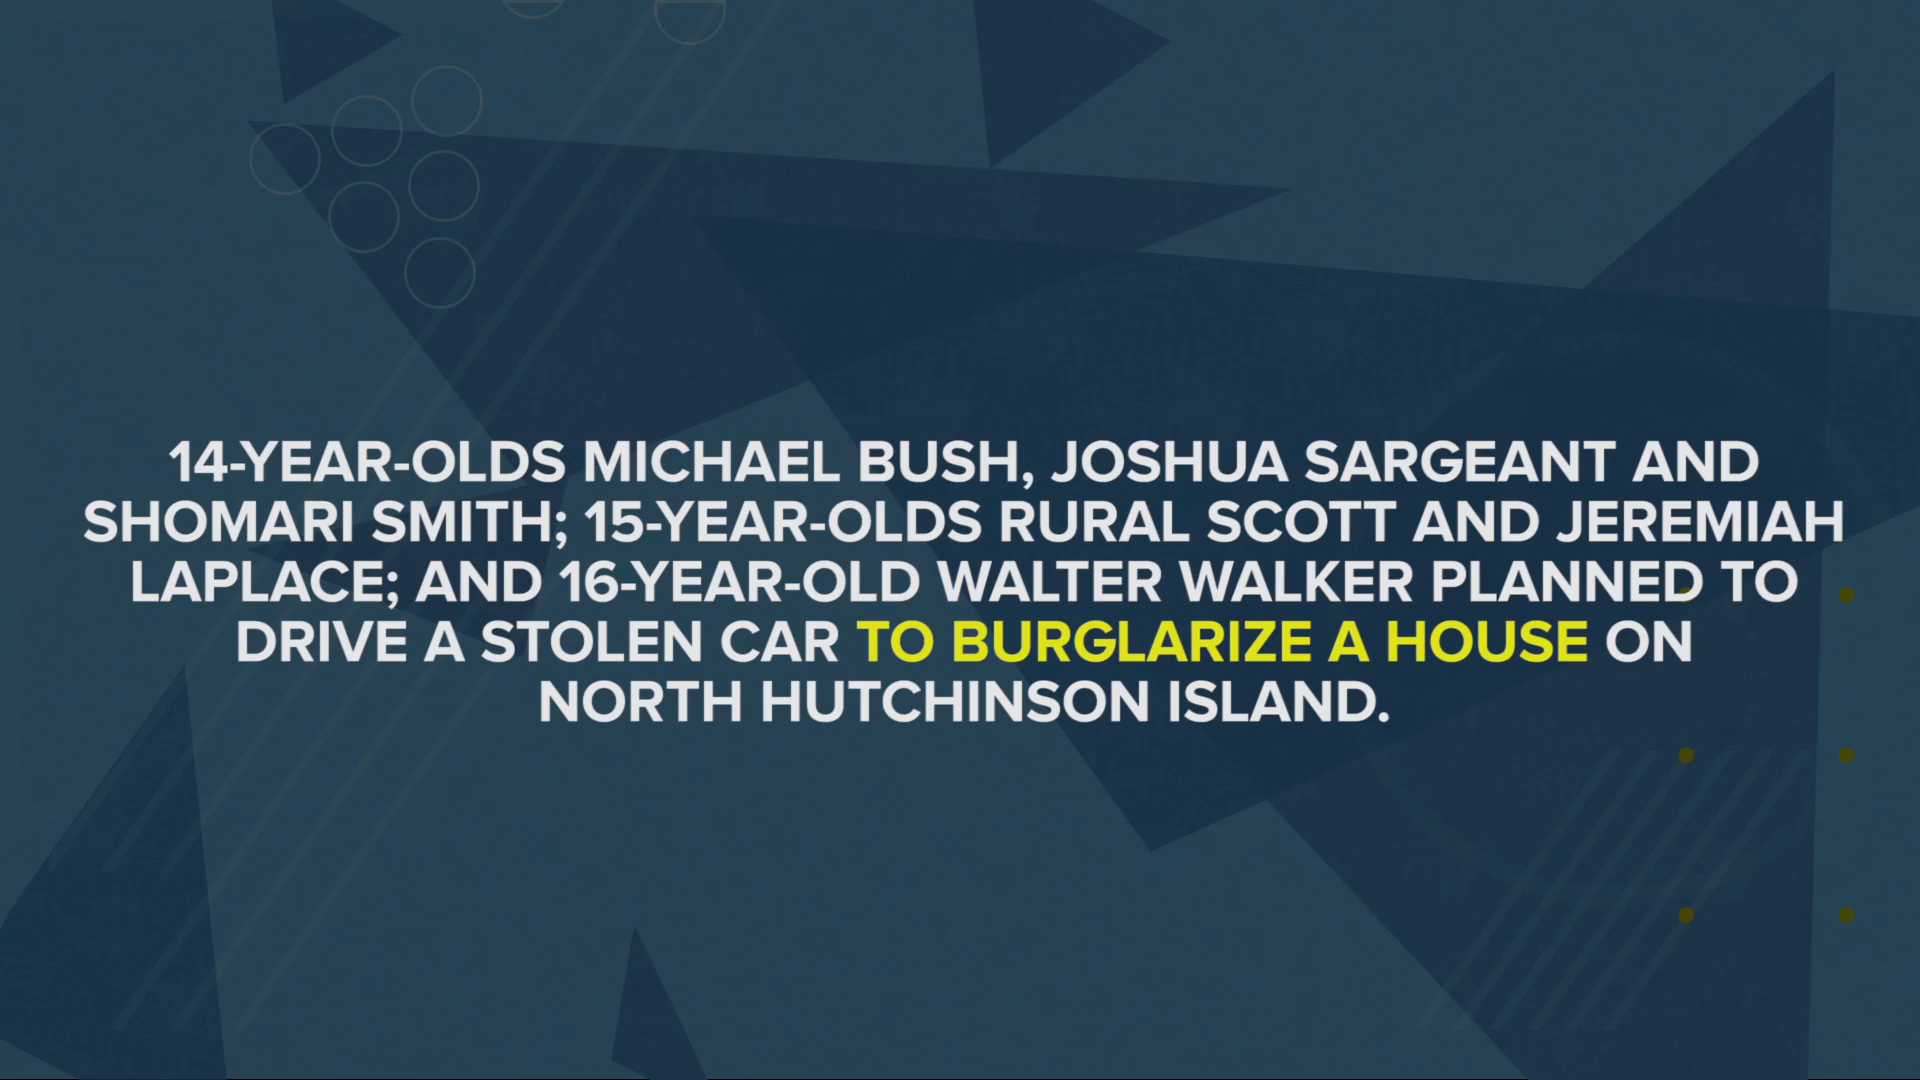 14-YEAR-OLDS MICHAEL BUSH, JOSHUA SARGEANT AND
SHOMARI SMITH; 15-YEAR-OLDS RURAL SCOTT AND JEREMIAH
LAPLACE; AND 16-YEAR-OLD WALTER WALKER PLANNED TO
DRIVE A STOLEN CAR TO BURGLARIZE A HOUSE ON
NORTH HUTCHINSON ISLAND.